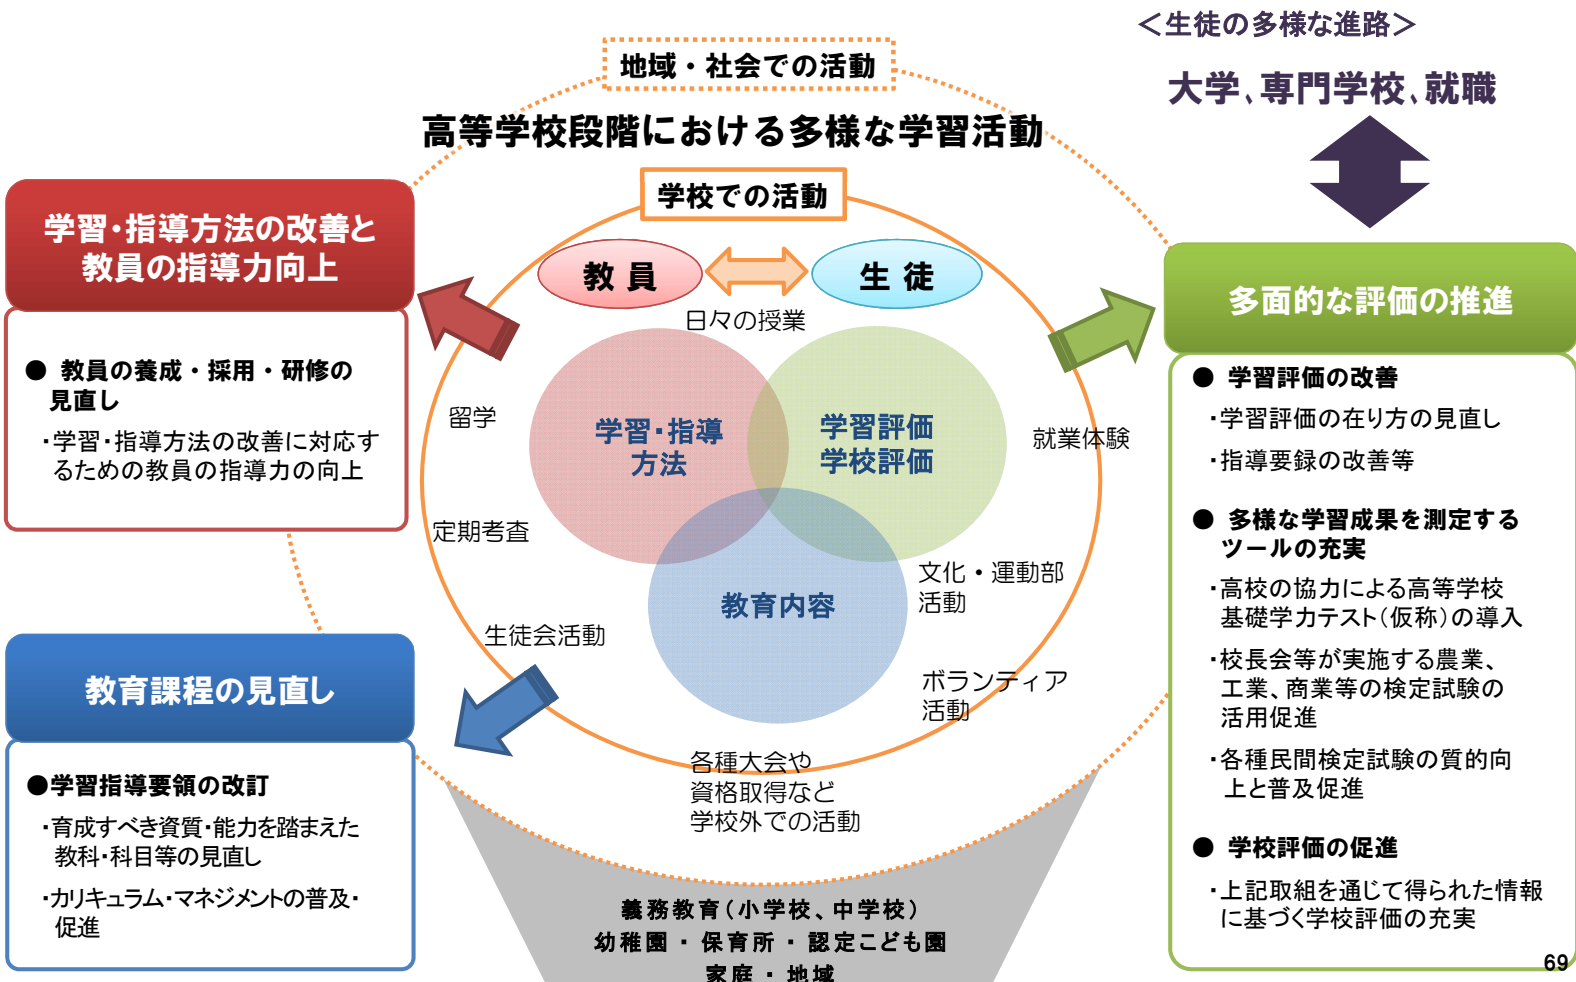 ＜生徒の多様な進路＞
大学、専門学校、就職
地域・社会での活動
高等学校段階における多様な学習活動
学校での活動
教 員
生 徒
日々の授業
学習・指導
方法
学習評価
学校評価
教育内容
留学
定期考査
生徒会活動
就業体験
文化・運動部
活動
ボランティア
活動
各種大会や
資格取得など
学校外での活動
学習・指導方法の改善と
教員の指導力向上
● 教員の養成・採用・研修の
見直し
・学習・指導方法の改善に対応す
るための教員の指導力の向上
教育課程の見直し
●学習指導要領の改訂
・育成すべき資質・能力を踏まえた
教科・科目等の見直し
・カリキュラム・マネジメントの普及・
促進
多面的な評価の推進
● 学習評価の改善
・学習評価の在り方の見直し
・指導要録の改善等
● 多様な学習成果を測定する
ツールの充実
・高校の協力による高等学校
基礎学力テスト（仮称）の導入
・校長会等が実施する農業、
工業、商業等の検定試験の
活用促進
・各種民間検定試験の質的向
上と普及促進
● 学校評価の促進
・上記取組を通じて得られた情報
に基づく学校評価の充実
義務教育（小学校、中学校）
幼稚園・保育所・認定こども園
家庭・地域
69